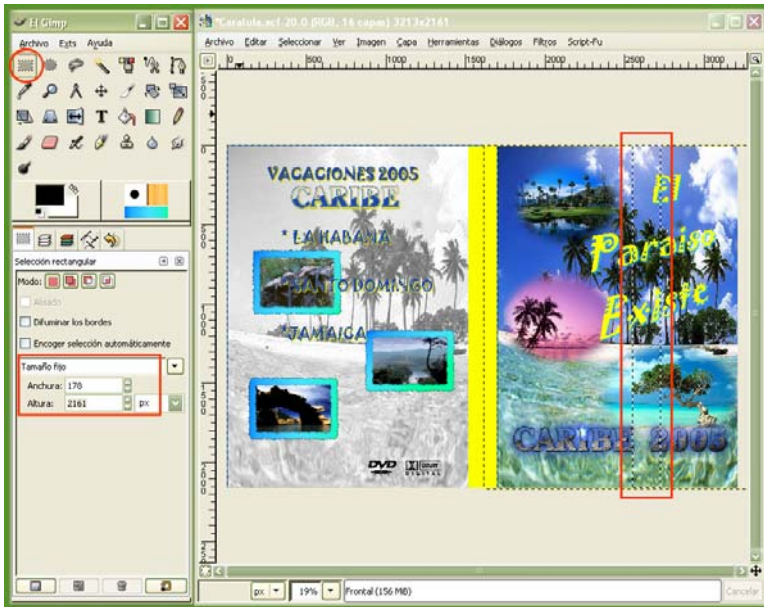 El Gimp
Archivo Exts Ayuda
Selección rectangular
Modo:
Alisado
Difuminar los bordes
Encoger selección automáticamente
Tamaño fijo
Anchura: 170
Altura: 2161 px
*Caratula.xcf-20.0 (RGB, 16 capas) 3213x2161
Archivo Editar Seleccionar Ver Imagen Capa Herramientas Diálogos Filtros Script-Fu
0 500 1000 1500 2000 2500 3000
VACACIONES 2005
CARIBE
* LA HABANA
*SANTO DOMINGO
*JAMAICA
DVD
DIGITAL
El
Paraiso
Existe
CARIBE 2005
px 19% Frontal (156 MB) Cancelar